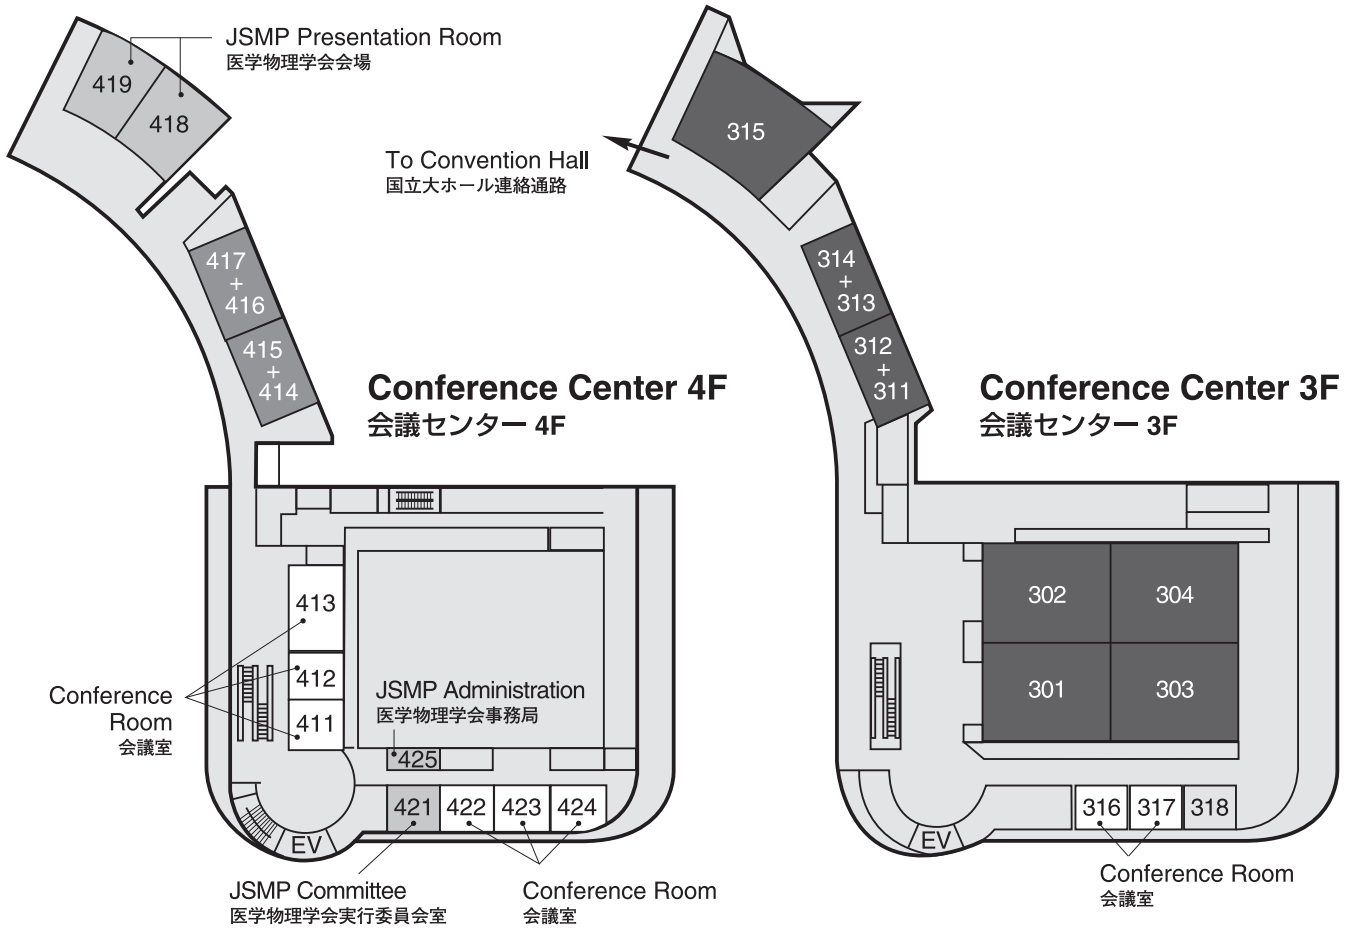 JSMP Presentation Room
医学物理学会会場
419
418
417
+
416
415
+
414
Conference Center 4F
会議センター 4F
413
412
411
Conference
Room
会議室
JSMP Administration
医学物理学会事務局
425
421
422
423
424
EV
JSMP Committee
医学物理学会実行委員会室
Conference Room
会議室
315
To Convention Hall
国立大ホール連絡通路
314
+
313
312
+
311
Conference Center 3F
会議センター 3F
302
304
301
303
316
317
318
EV
Conference Room
会議室